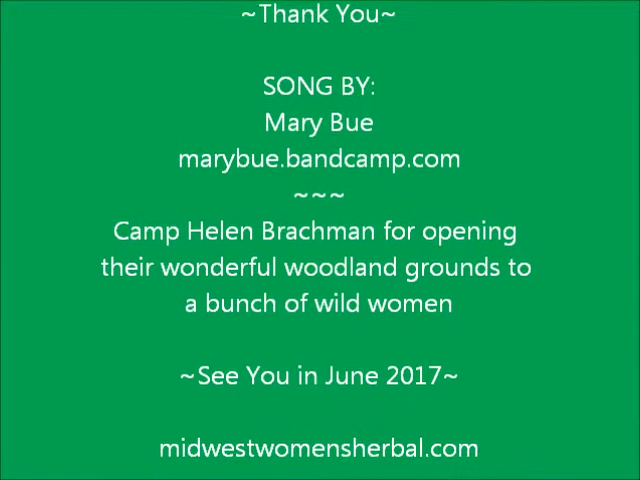 ~Thank You~
SONG BY:
Mary Bue
marybue.bandcamp.com
~~~
Camp Helen Brachman for opening
their wonderful woodland grounds to
a bunch of wild women
~See You in June 2017~
midwestwomensherbal.com